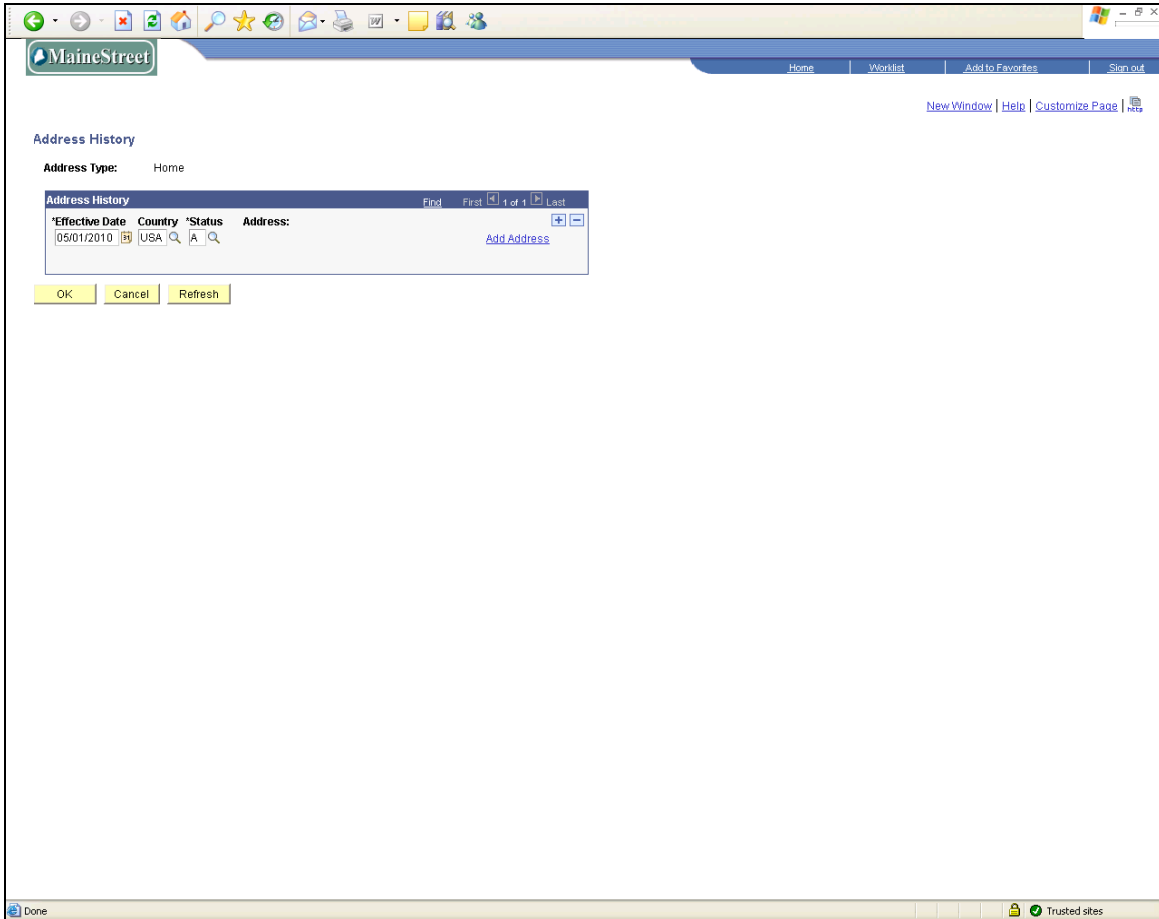 MaineStreet
Home Worklist Add to Favorites Sign out
New Window | Help | Customize Page | http
Address History
Address Type: Home
Address History Find First 1 of 1 Last
*Effective Date Country *Status Address:
05/01/2010 31 USA A Add Address
OK Cancel Refresh
Done Trusted sites